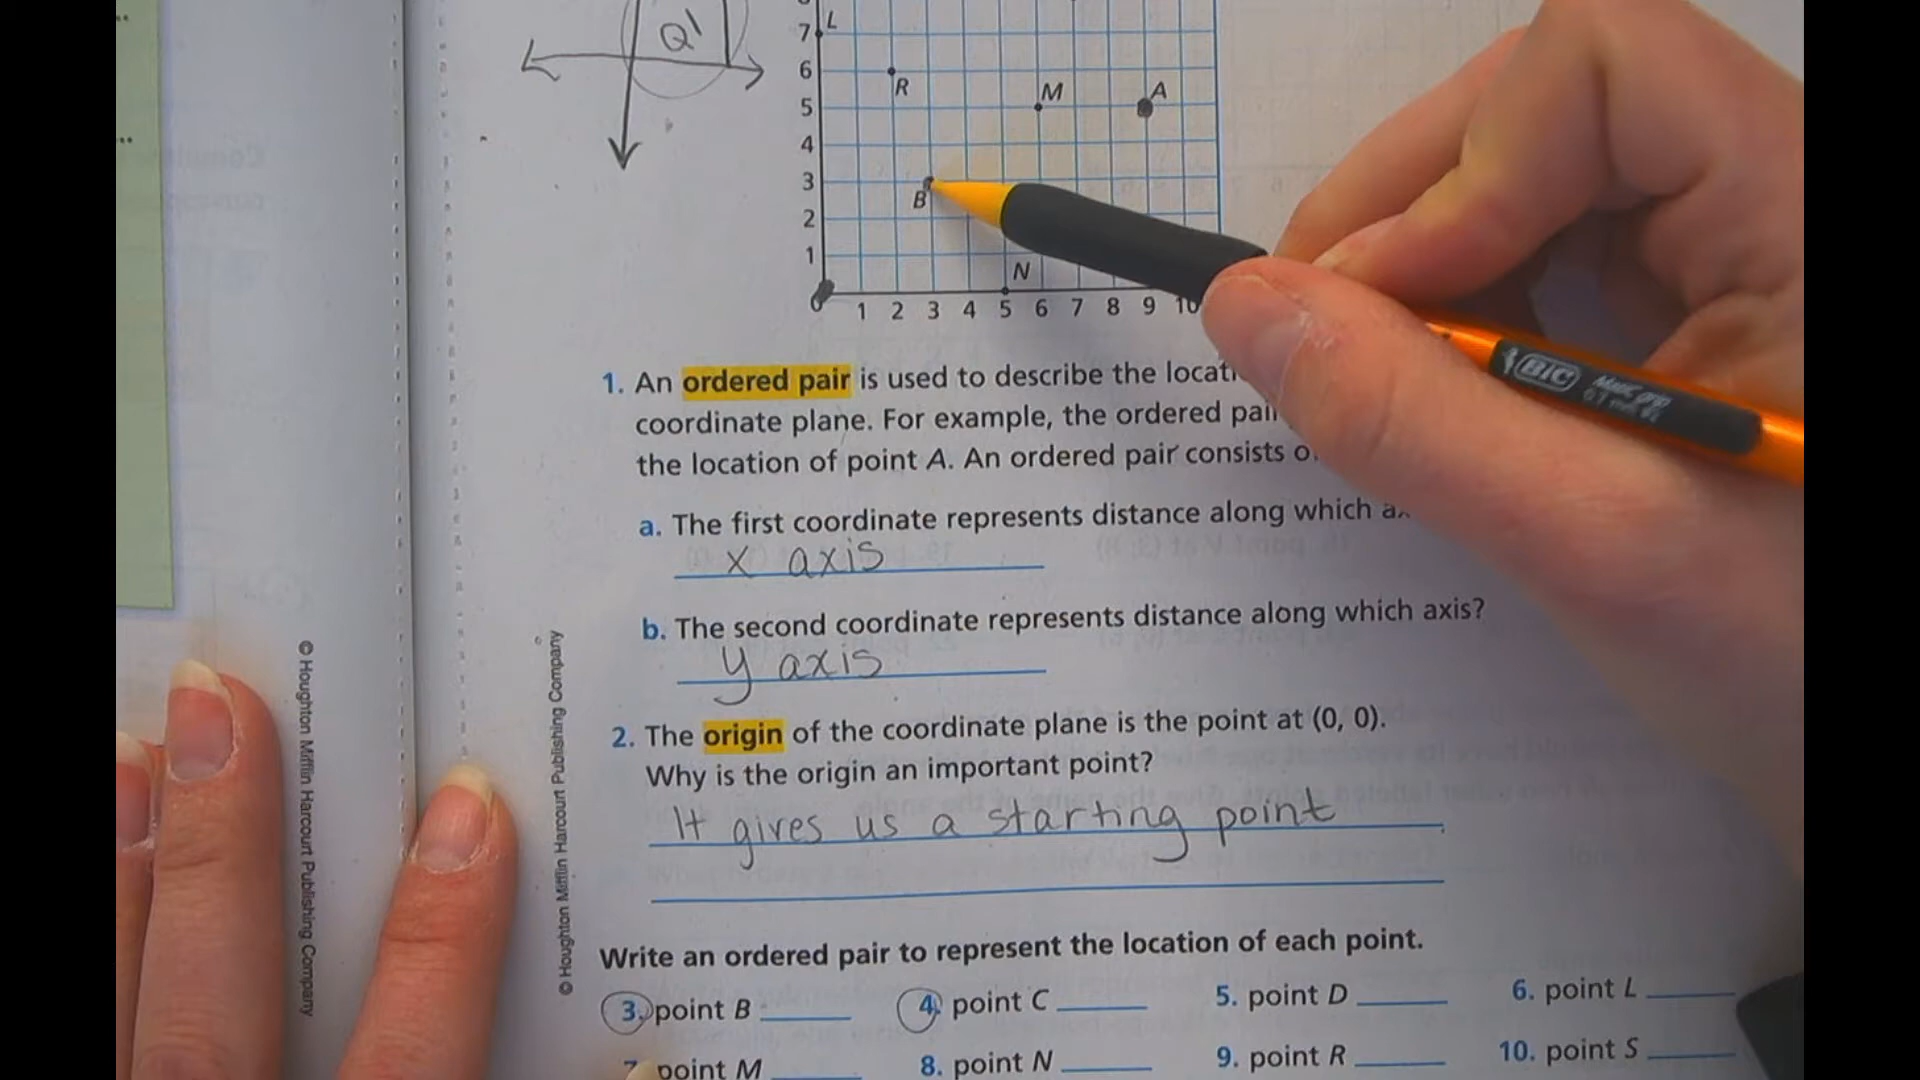 Q1
7 L
6
R
M
A
5
4
3
B
2
1
N
0 1 2 3 4 5 6 7 8 9 10
BIC
1. An ordered pair is used to describe the locati
coordinate plane. For example, the ordered pai
the location of point A. An ordered pair consists o
a. The first coordinate represents distance along which a
x axis
b. The second coordinate represents distance along which axis?
y axis
2. The origin of the coordinate plane is the point at (0, 0).
Why is the origin an important point?
It gives us a starting point
Write an ordered pair to represent the location of each point.
3. point B 4. point C 5. point D 6. point L
7. point M 8. point N 9. point R 10. point S
© Houghton Mifflin Harcourt Publishing Company
© Houghton Mifflin Harcourt Publishing Company